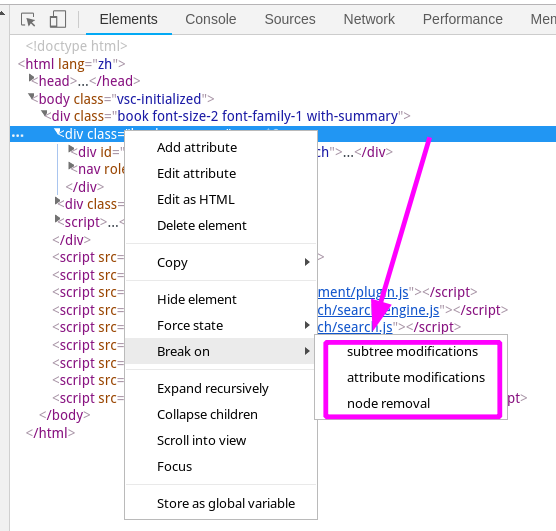 Elements Console Sources Network Performance Mem
<!doctype html>
<html lang="zh">
<head>...</head>
<body class="vsc-initialized">
<div class="book font-size-2 font-family-1 with-summary">
... <div class=
<div id= ch">...</div>
<nav role
</div>
<div class=
<script>...<
</div>
<script src= >
<script src=
<script src= ment/plugin.js"></script>
<script src= ch/search-engine.js"></script>
<script src= ch/search.js"></script>
<script src=
<script src=
<script src=
<script src= pt>
</body>
</html>
Add attribute
Edit attribute
Edit as HTML
Delete element
Copy
Hide element
Force state
Break on
Expand recursively
Collapse children
Scroll into view
Focus
Store as global variable
subtree modifications
attribute modifications
node removal